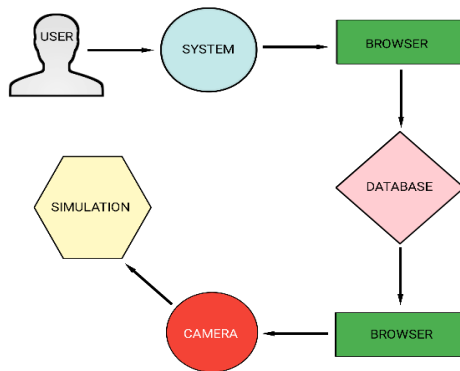 USER
SYSTEM
BROWSER
DATABASE
BROWSER
CAMERA
SIMULATION